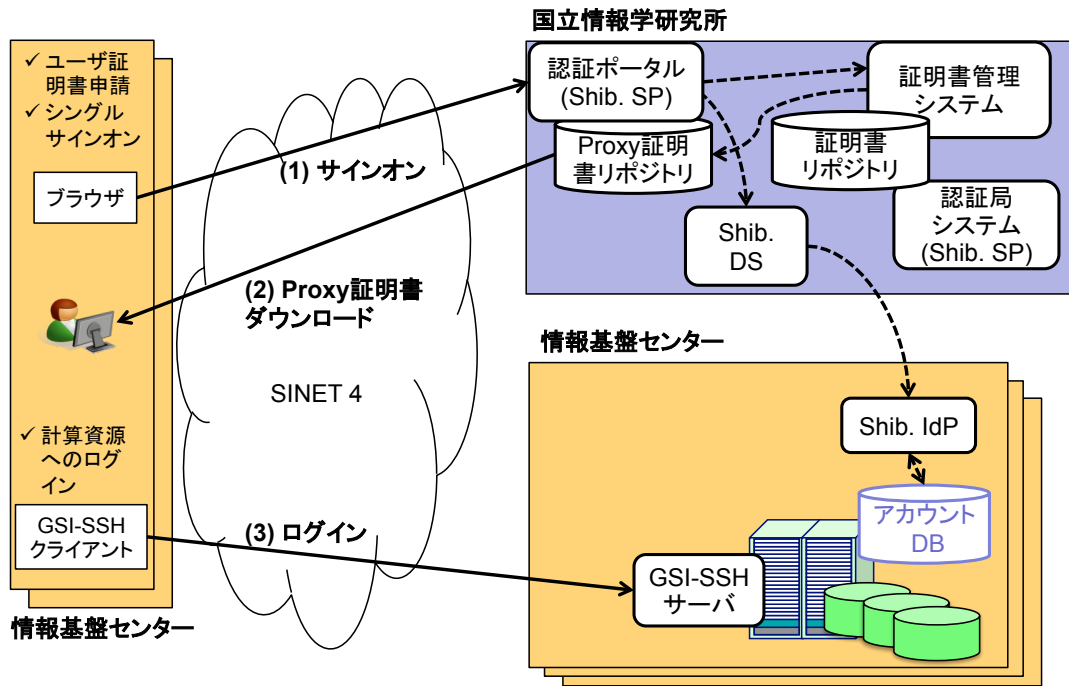 国立情報学研究所
✓ ユーザ証
明書申請
✓ シングル
サインオン
ブラウザ
認証ポータル
(Shib. SP)
証明書管理
システム
Proxy証明
書リポジトリ
証明書
リポジトリ
認証局
システム
(Shib. SP)
Shib.
DS
(1) サインオン
(2) Proxy証明書
ダウンロード
SINET 4
情報基盤センター
Shib. IdP
アカウント
DB
✓ 計算資源
へのログ
イン
GSI-SSH
クライアント
(3) ログイン
GSI-SSH
サーバ
情報基盤センター